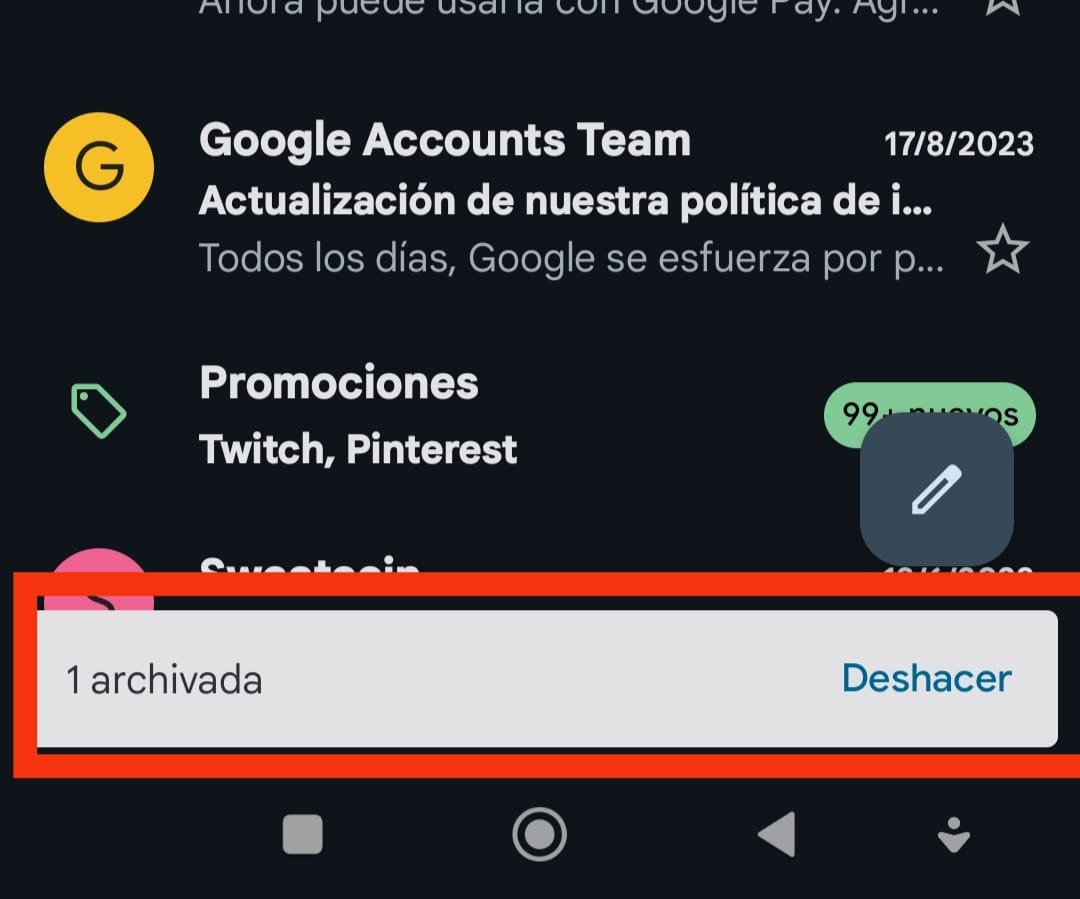 Ahora puede usarla con Google Pay. Agr...
G
Google Accounts Team
17/8/2023
Actualización de nuestra política de i...
Todos los días, Google se esfuerza por p...
Promociones
99+ nuevos
Twitch, Pinterest
Sweatcoin
1 archivada
Deshacer